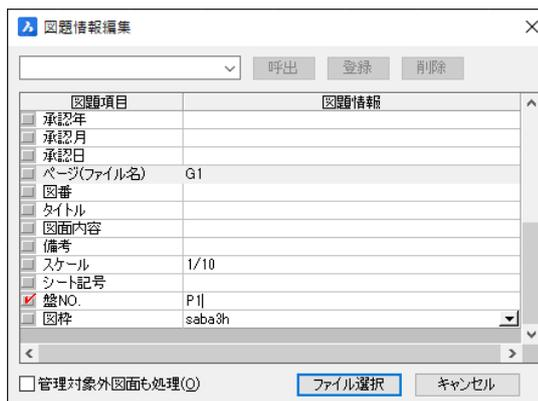 図題情報編集
呼出 登録 削除
図題項目 図題情報
承認年
承認月
承認日
ページ(ファイル名) G1
図番
タイトル
図面内容
備考
スケール 1/10
シート記号
盤NO. P1
図枠 saba3h
管理対象外図面も処理(O)
ファイル選択 キャンセル